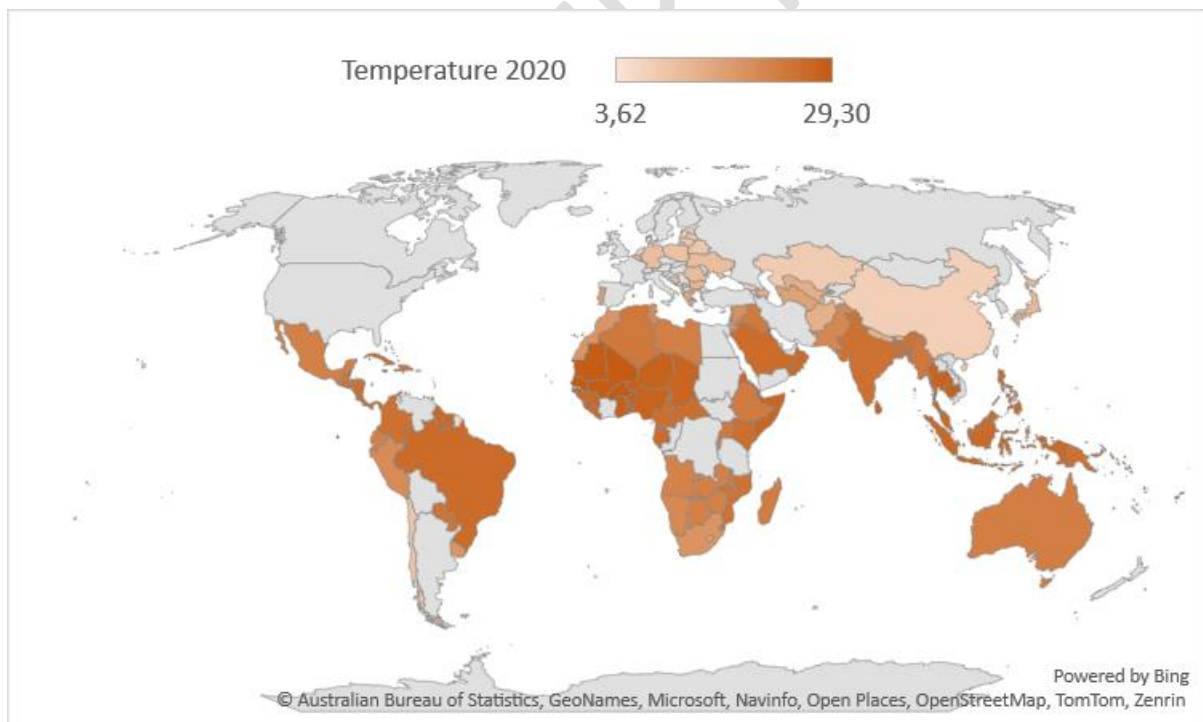 Temperature 2020
3,62 29,30
Powered by Bing
© Australian Bureau of Statistics, GeoNames, Microsoft, Navinfo, Open Places, OpenStreetMap, TomTom, Zenrin